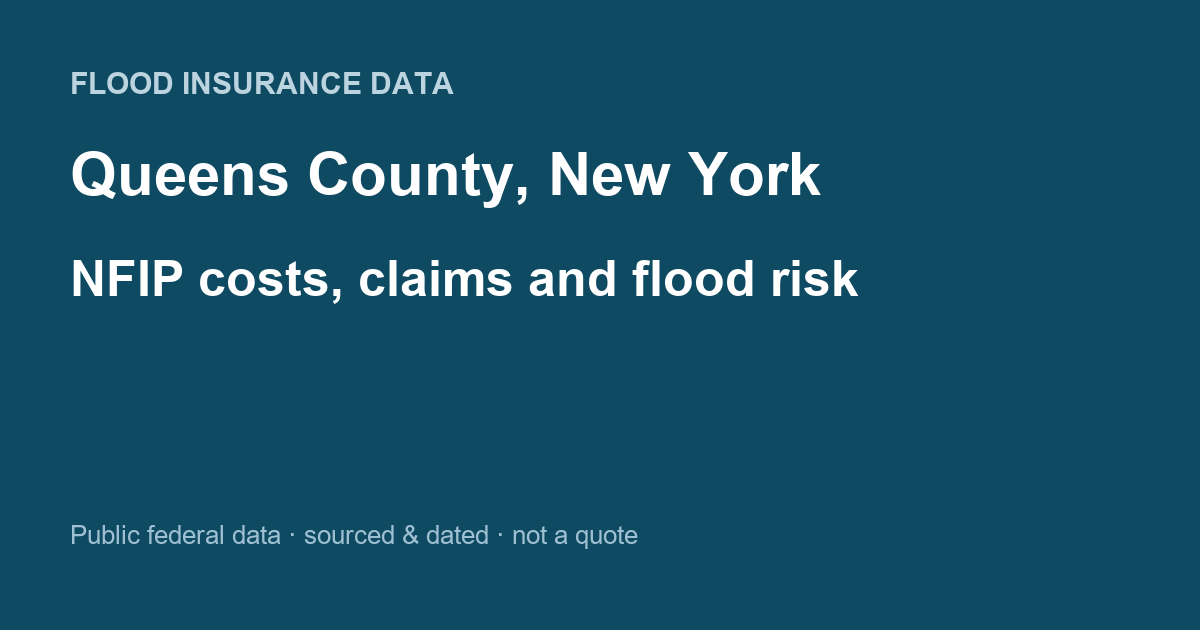 FLOOD INSURANCE DATA
Queens County, New York
NFIP costs, claims and flood risk
Public federal data · sourced & dated · not a quote